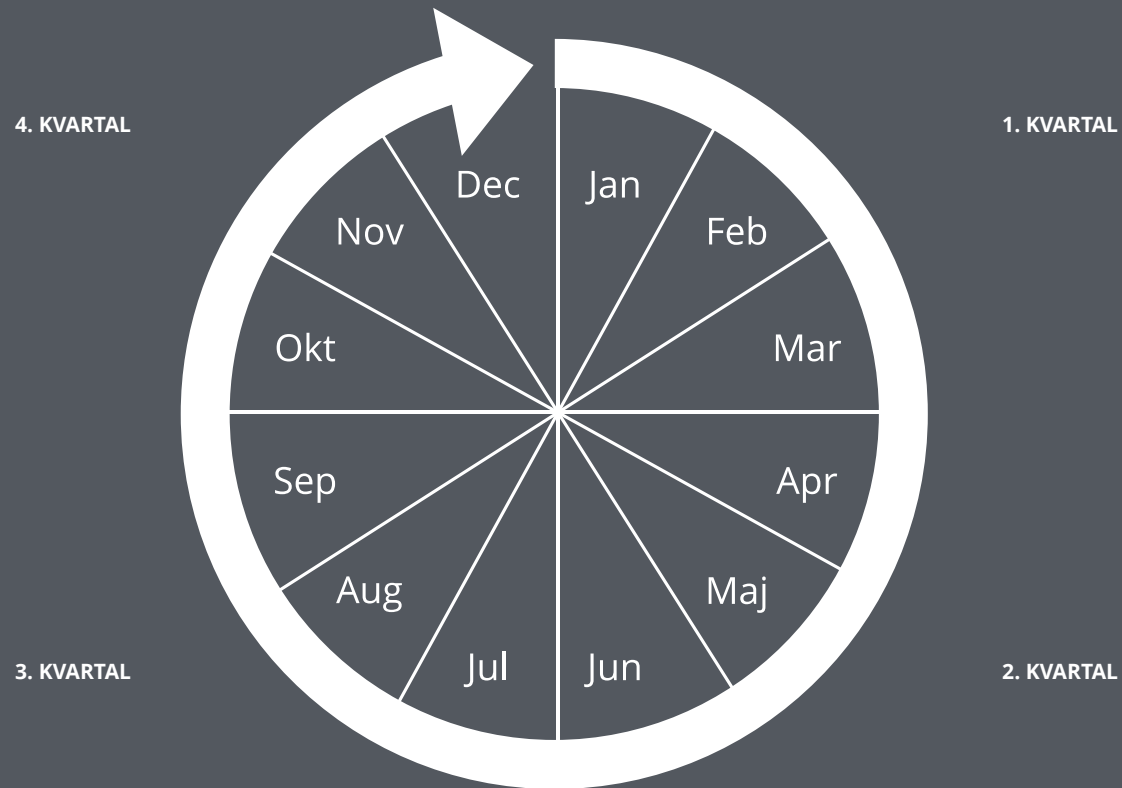 4. KVARTAL
1. KVARTAL
Dec
Jan
Nov
Feb
Okt
Mar
Sep
Apr
Aug
Maj
Jul
Jun
3. KVARTAL
2. KVARTAL